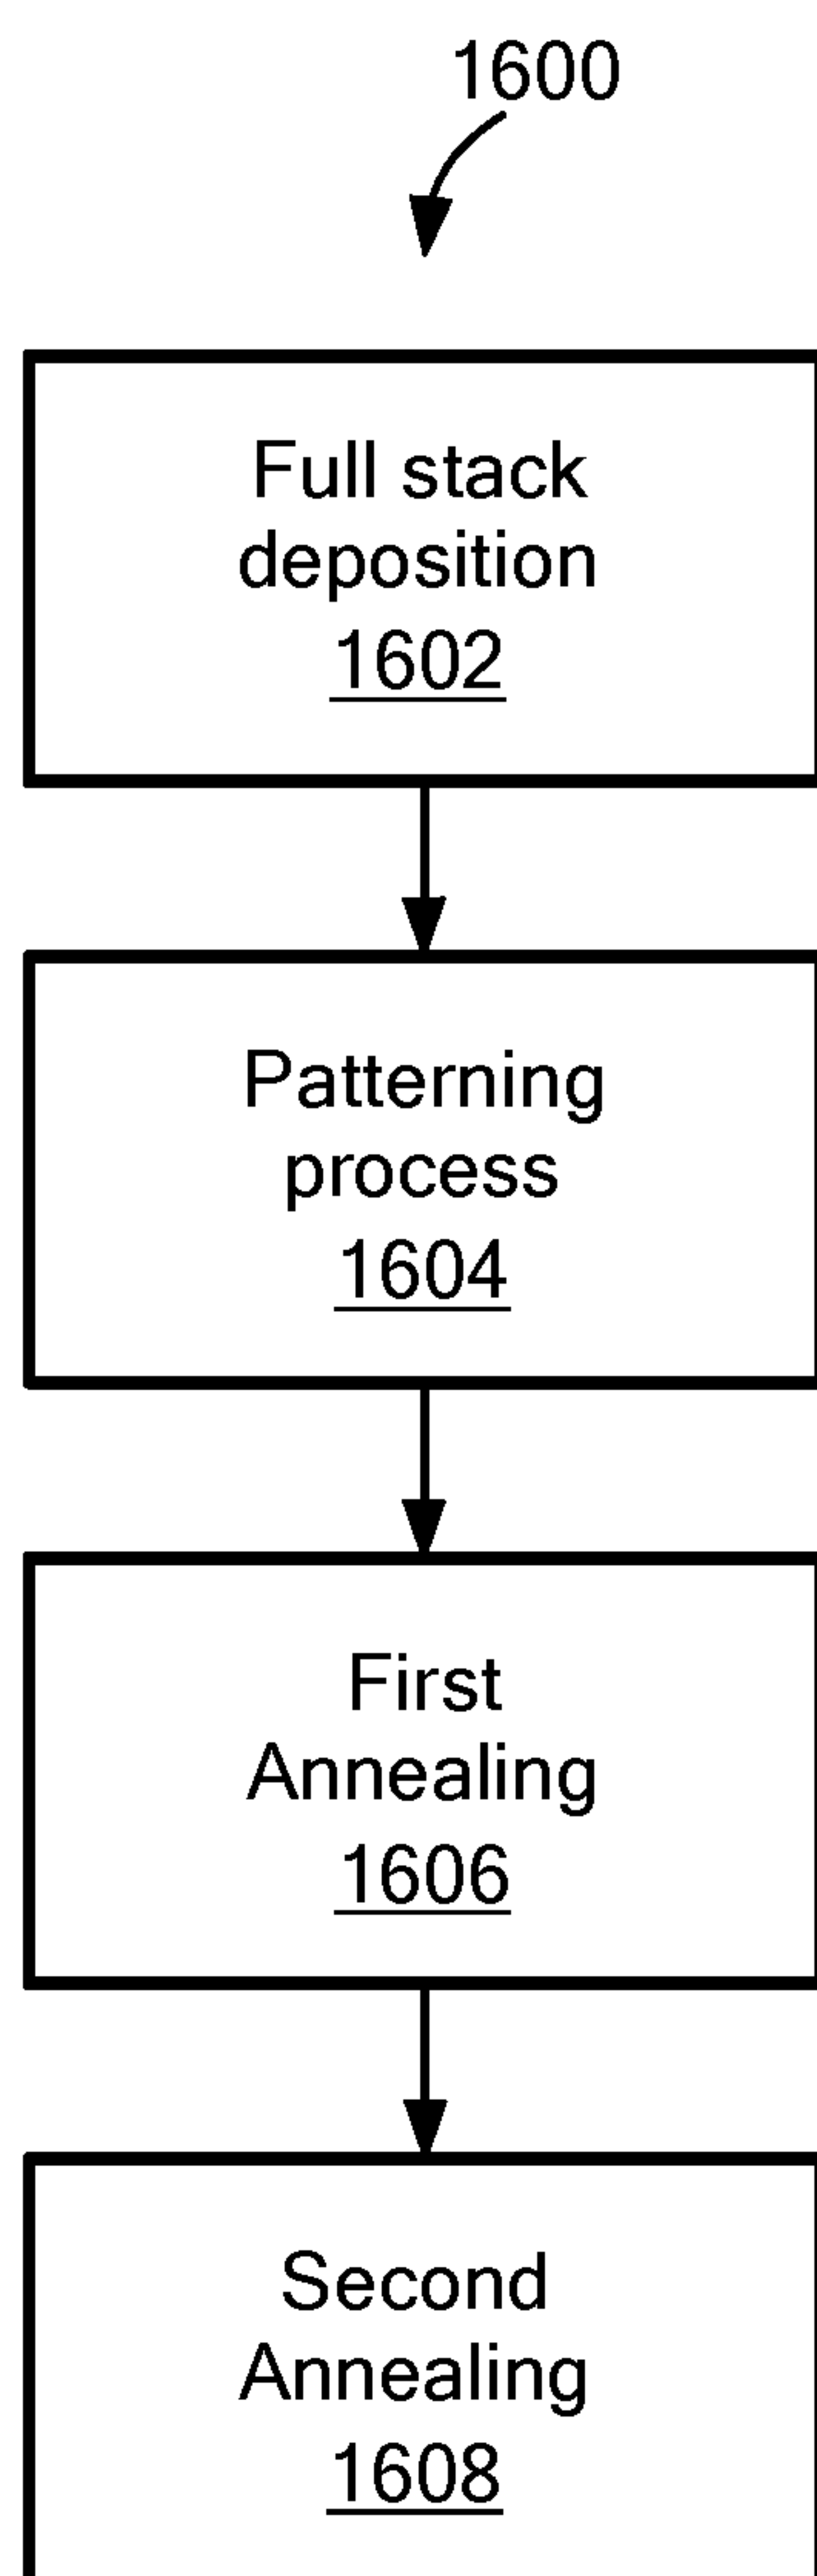 1600
Full stack
deposition
1602
Patterning
process
1604
First
Annealing
1606
Second
Annealing
1608